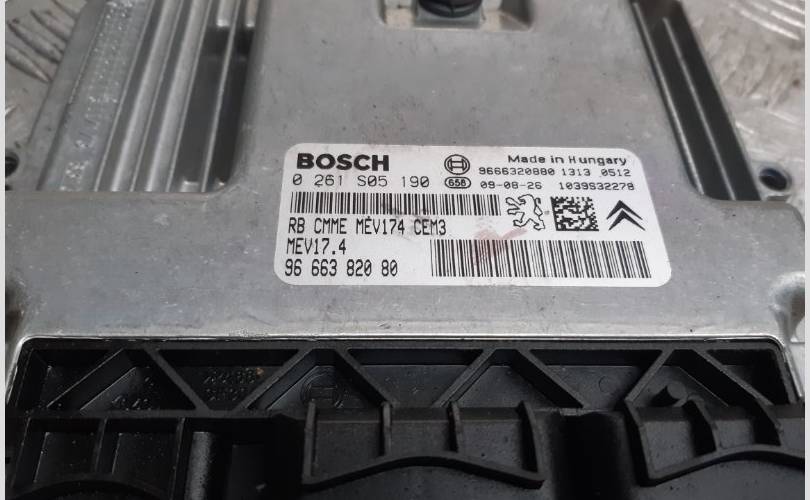 BOSCH
Made in Hungary
9666320880 1313 0512
0 261 S05 190
658 09-08-26 1039S32278
RB CMME MEV174 CEM3
MEV17.4
96 663 820 80